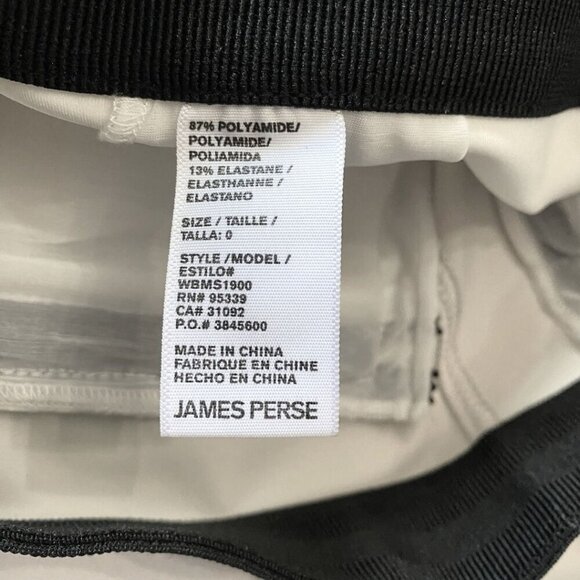 87% POLYAMIDE/
POLYAMIDE/
POLIAMIDA
13% ELASTANE /
ELASTHANNE /
ELASTANO
SIZE / TAILLE /
TALLA: 0
STYLE /MODEL /
ESTILO#
WBMS1900
RN# 95339
CA# 31092
P.O.# 3845600
MADE IN CHINA
FABRIQUE EN CHINE
HECHO EN CHINA
JAMES PERSE